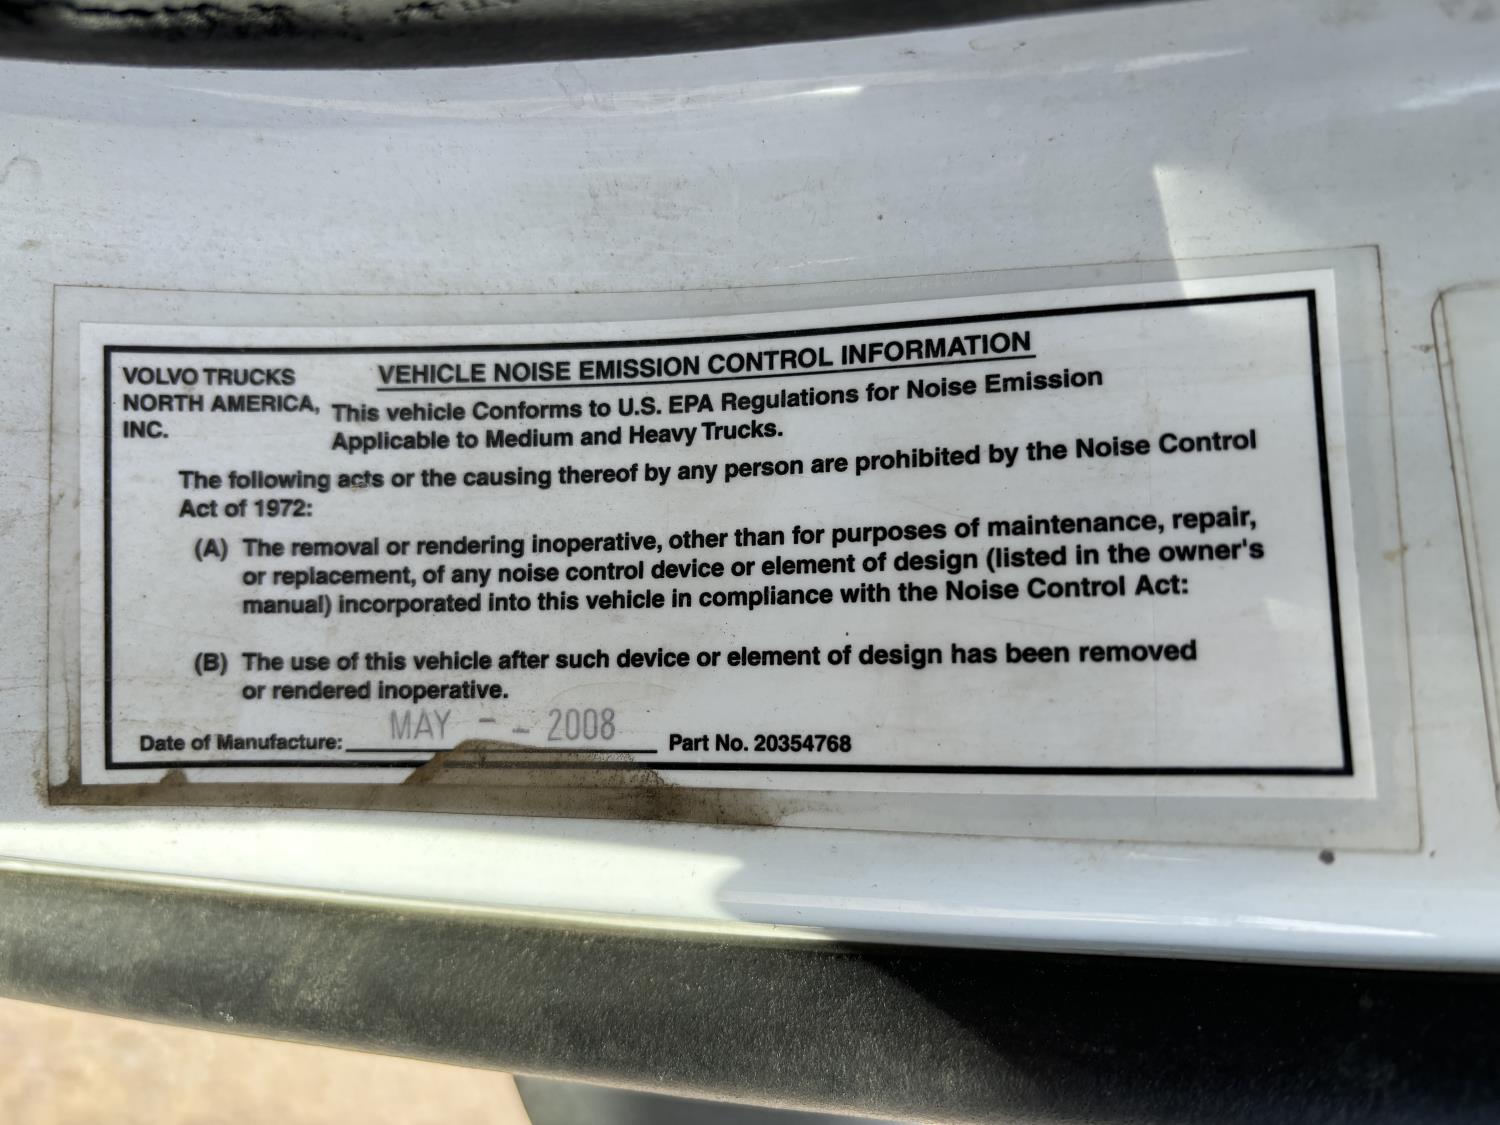 VOLVO TRUCKS
NORTH AMERICA,
INC.
VEHICLE NOISE EMISSION CONTROL INFORMATION
This vehicle Conforms to U.S. EPA Regulations for Noise Emission
Applicable to Medium and Heavy Trucks.
The following acts or the causing thereof by any person are prohibited by the Noise Control
Act of 1972:
(A) The removal or rendering inoperative, other than for purposes of maintenance, repair,
or replacement, of any noise control device or element of design (listed in the owner's
manual) incorporated into this vehicle in compliance with the Noise Control Act:
(B) The use of this vehicle after such device or element of design has been removed
or rendered inoperative.
Date of Manufacture: MAY - - 2008 Part No. 20354768